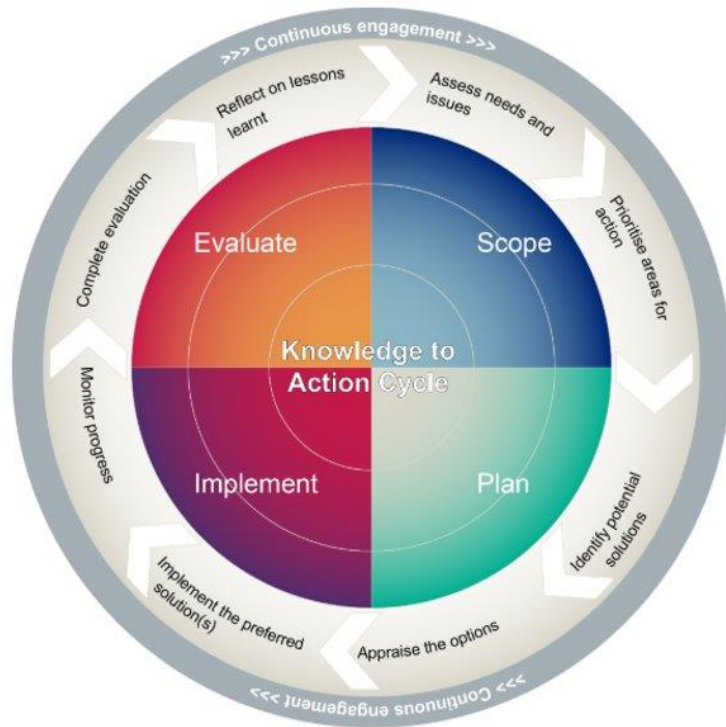 >>> Continuous engagement >>>
Reflect on lessons
learnt
Assess needs and
issues
Complete evaluation
Prioritise areas for
action
Evaluate
Scope
Knowledge to
Action Cycle
Monitor progress
Implement
Plan
Identify potential
solutions
Implement the preferred
solution(s)
Appraise the options
>>> Continuous engagement >>>